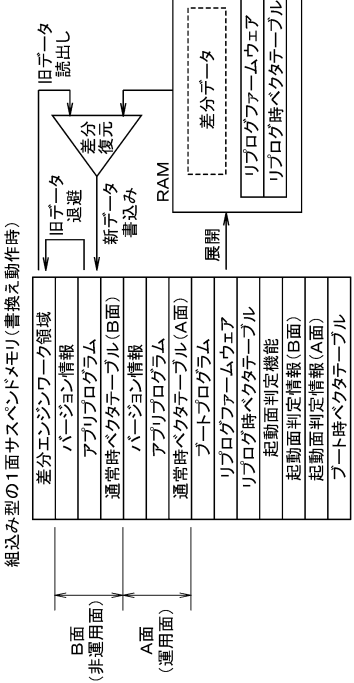 組込み型の1面サスペンドメモリ(書換え動作時)
B面
(非運用面)
A面
(運用面)
差分エンジンワーク領域
バージョン情報
アプリプログラム
通常時ベクタテーブル(B面)
バージョン情報
アプリプログラム
通常時ベクタテーブル(A面)
ブートプログラム
リプログファームウェア
リプログ時ベクタテーブル
起動面判定機能
起動面判定情報(B面)
起動面判定情報(A面)
ブート時ベクタテーブル
旧データ
退避
新データ
書込み
展開
旧データ
読出し
差分
復元
RAM
差分データ
リプログファームウェア
リプログ時ベクタテーブル